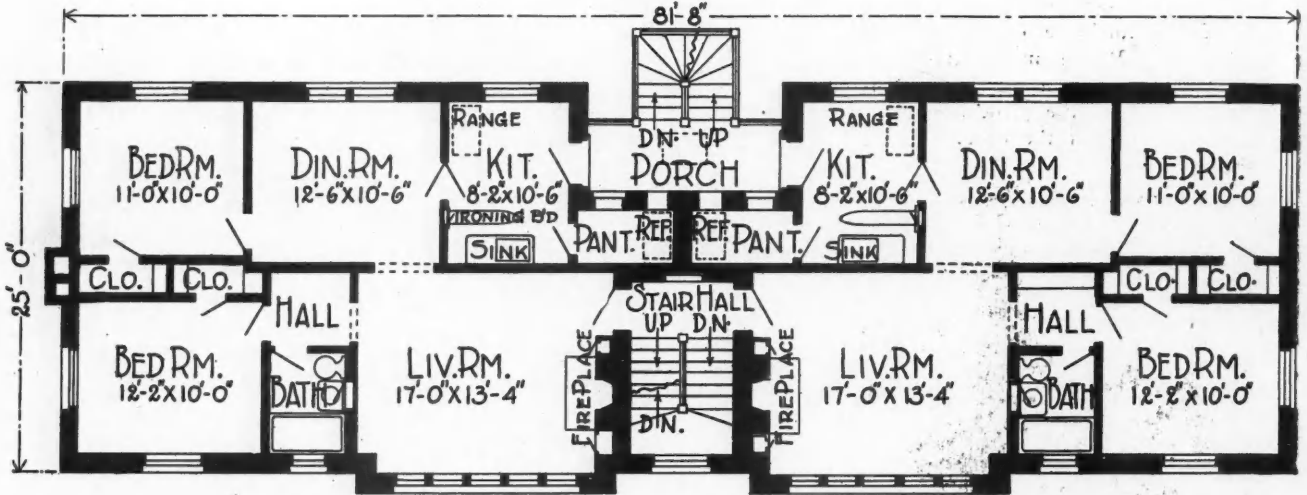 81'-8"
25'-0"
BED RM.
11'-0"X10'-0"
DIN.RM.
12'-6"X10'-6"
RANGE
KIT.
8'-2"X10'-6"
IRONING B'D
SINK
PANT.
REF.
DN. UP
PORCH
REF.
PANT.
RANGE
KIT.
8'-2"X10'-6"
SINK
DIN.RM.
12'-6"X10'-6"
BED RM.
11'-0"X10'-0"
CLO.
CLO.
HALL
BED RM.
12'-2"X10'-0"
BATH
LIV.RM.
17'-0"X13'-4"
FIREPLACE
STAIR HALL
UP DN.
DN.
FIREPLACE
LIV.RM.
17'-0"X13'-4"
HALL
BATH
CLO.
CLO.
BED RM.
12'-2"X10'-0"